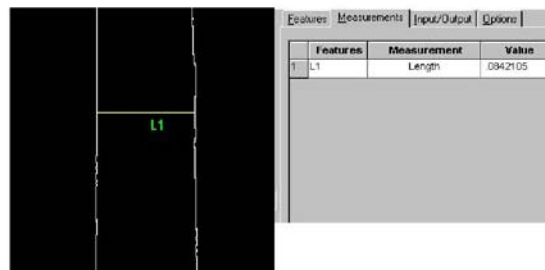 Features Measurements Input/Output Options
Features Measurement Value
1 L1 Length .0842105
L1